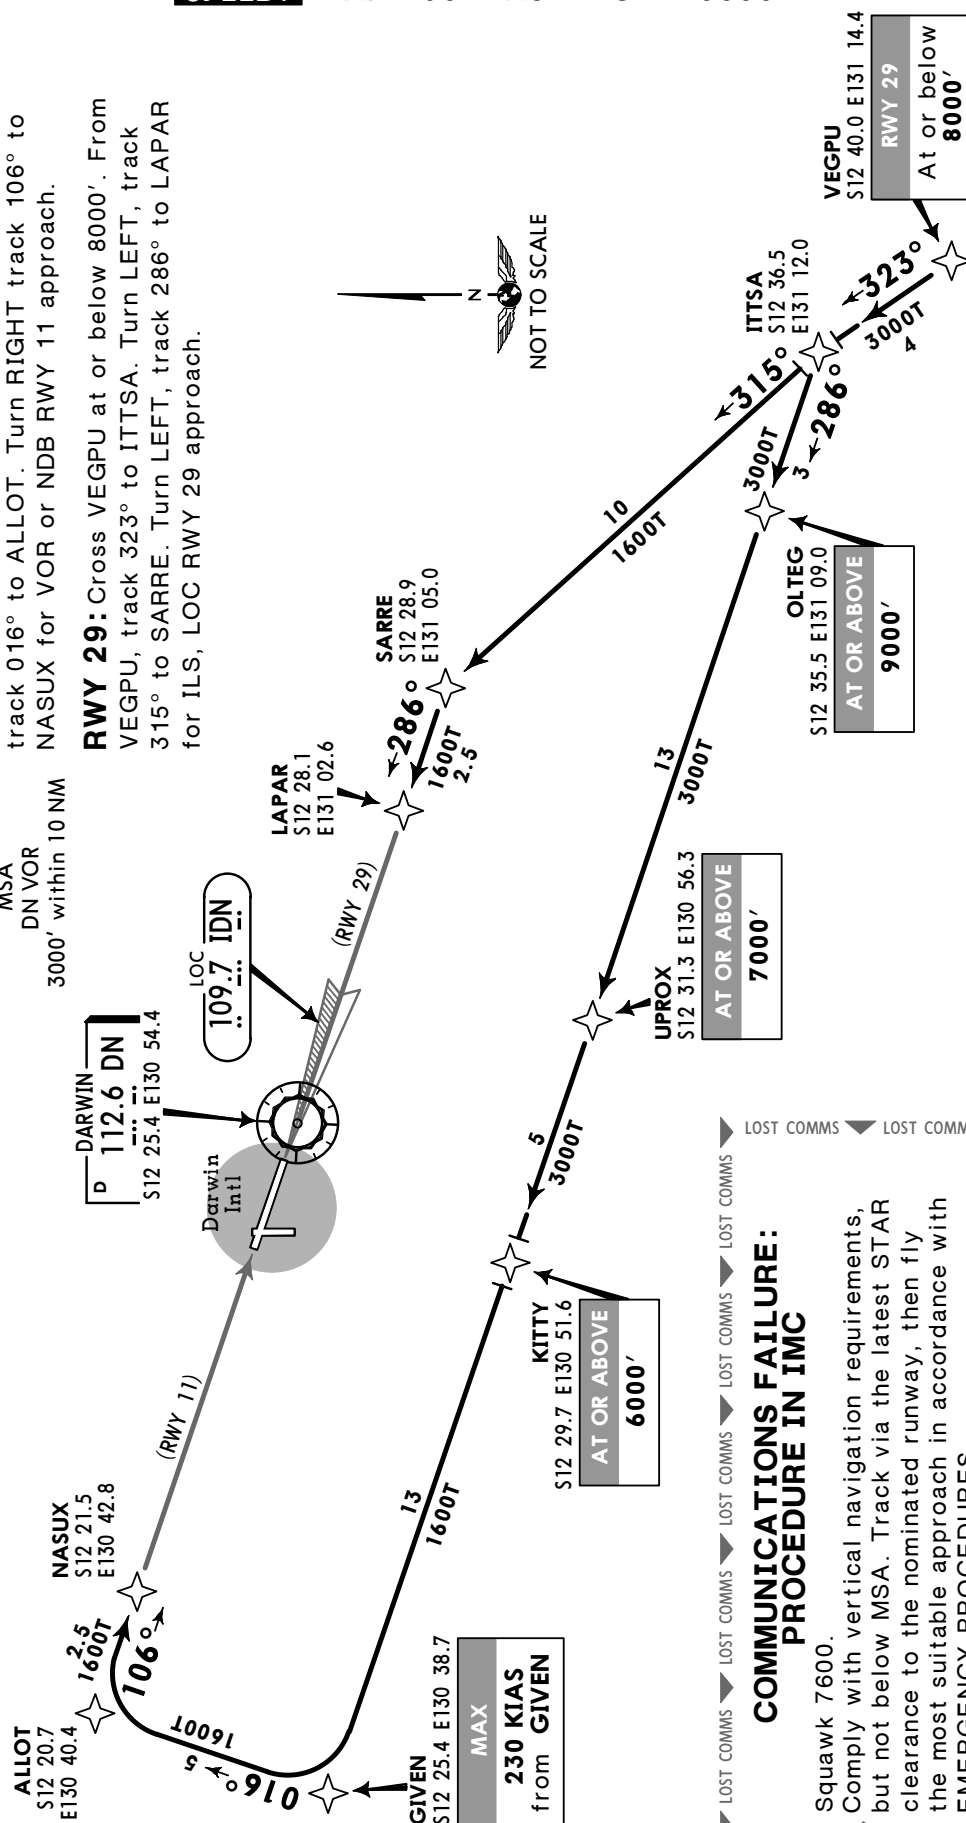 track 016° to ALLOT. Turn RIGHT track 106° to
NASUX for VOR or NDB RWY 11 approach.
RWY 29: Cross VEGPU at or below 8000'. From
VEGPU, track 323° to ITTSA. Turn LEFT, track
315° to SARRE. Turn LEFT, track 286° to LAPAR
for ILS, LOC RWY 29 approach.
MSA
DN VOR
3000' within 10 NM
N
NOT TO SCALE
VEGPU
S12 40.0 E131 14.4
RWY 29
At or below
8000'
323°
3000T
4
ITTSA
S12 36.5
E131 12.0
315°
10
1600T
286°
3
3000T
OLTEG
S12 35.5 E131 09.0
AT OR ABOVE
9000'
SARRE
S12 28.9
E131 05.0
286°
1600T
2.5
LAPAR
S12 28.1
E131 02.6
(RWY 29)
LOC
109.7 IDN
DARWIN
D
112.6 DN
S12 25.4 E130 54.4
Darwin
Intl
13
3000T
UPROX
S12 31.3 E130 56.3
AT OR ABOVE
7000'
5
3000T
KITTY
S12 29.7 E130 51.6
AT OR ABOVE
6000'
13
1600T
(RWY 11)
NASUX
S12 21.5
E130 42.8
2.5
1600T
106°
ALLOT
S12 20.7
E130 40.4
1600T
5
016°
GIVEN
S12 25.4 E130 38.7
MAX
230 KIAS
from GIVEN
LOST COMMS LOST COMMS LOST COMMS LOST COMMS LOST COMMS
LOST COMMS
COMMUNICATIONS FAILURE:
PROCEDURE IN IMC
Squawk 7600.
Comply with vertical navigation requirements,
but not below MSA. Track via the latest STAR
clearance to the nominated runway, then fly
the most suitable approach in accordance with
EMERGENCY PROCEDURES